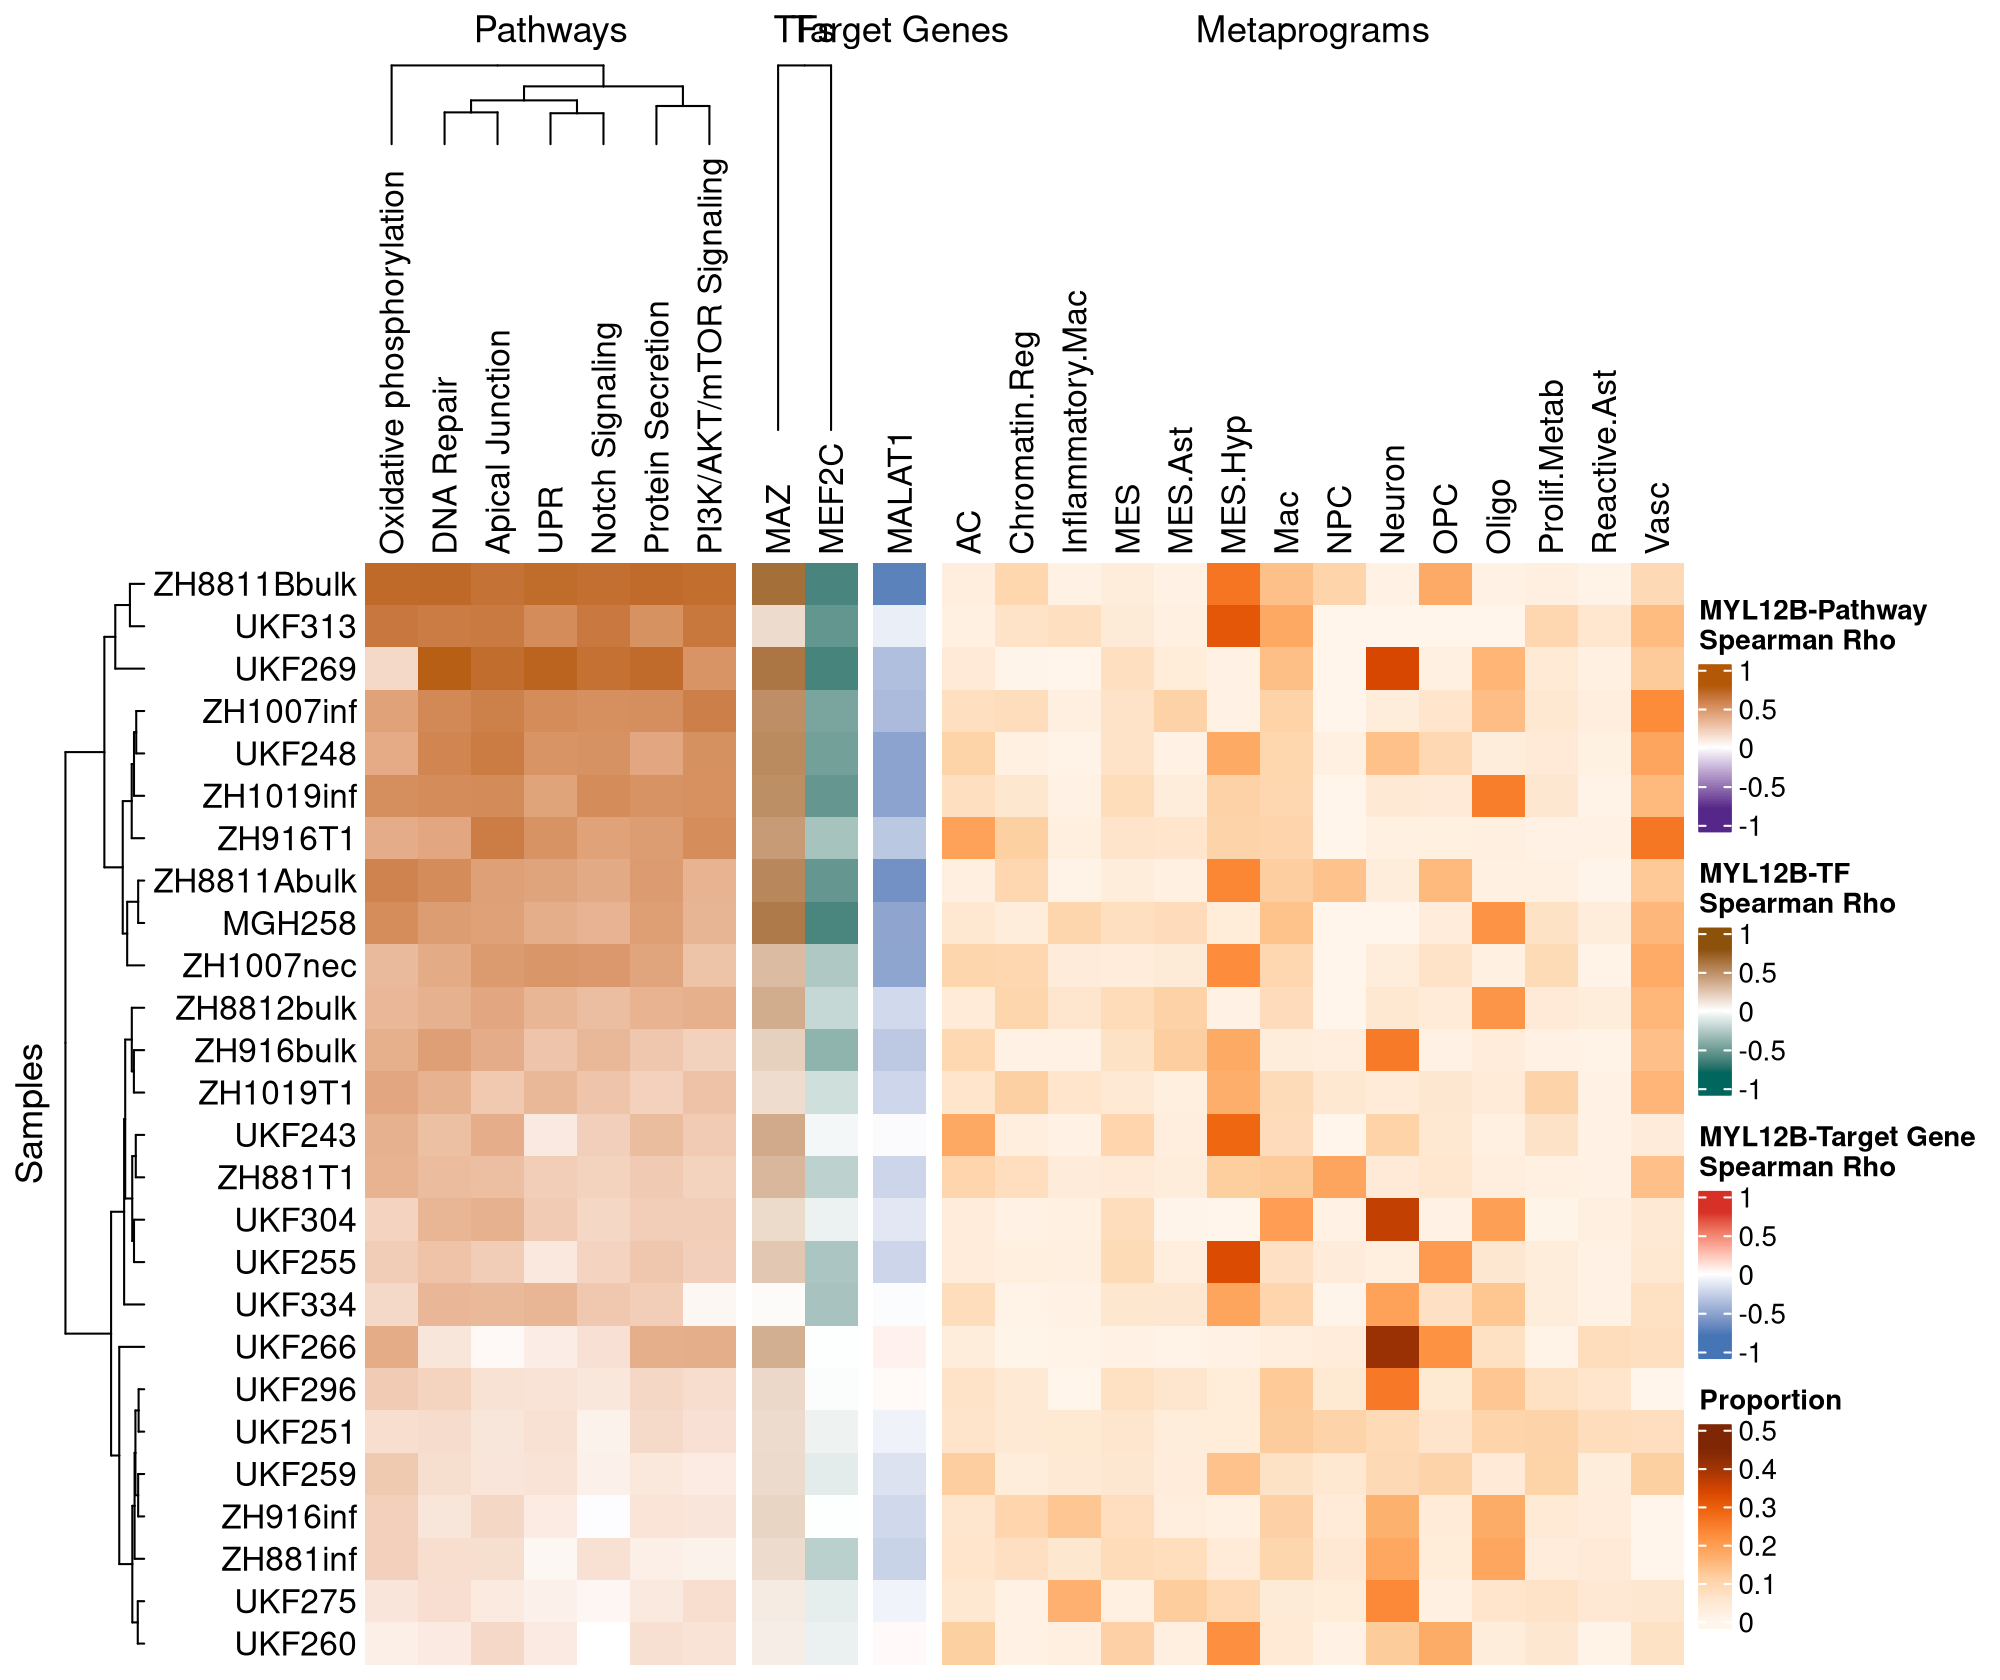 Pathways
TFs
Target Genes
Metaprograms
Oxidative phosphorylation
DNA Repair
Apical Junction
UPR
Notch Signaling
Protein Secretion
PI3K/AKT/mTOR Signaling
MAZ
MEF2C
MALAT1
AC
Chromatin.Reg
Inflammatory.Mac
MES
MES.Ast
MES.Hyp
Mac
NPC
Neuron
OPC
Oligo
Prolif.Metab
Reactive.Ast
Vasc
Samples
ZH8811Bbulk
UKF313
UKF269
ZH1007inf
UKF248
ZH1019inf
ZH916T1
ZH8811Abulk
MGH258
ZH1007nec
ZH8812bulk
ZH916bulk
ZH1019T1
UKF243
ZH881T1
UKF304
UKF255
UKF334
UKF266
UKF296
UKF251
UKF259
ZH916inf
ZH881inf
UKF275
UKF260
MYL12B-Pathway
Spearman Rho
1
0.5
0
-0.5
-1
MYL12B-TF
Spearman Rho
1
0.5
0
-0.5
-1
MYL12B-Target Gene
Spearman Rho
1
0.5
0
-0.5
-1
Proportion
0.5
0.4
0.3
0.2
0.1
0